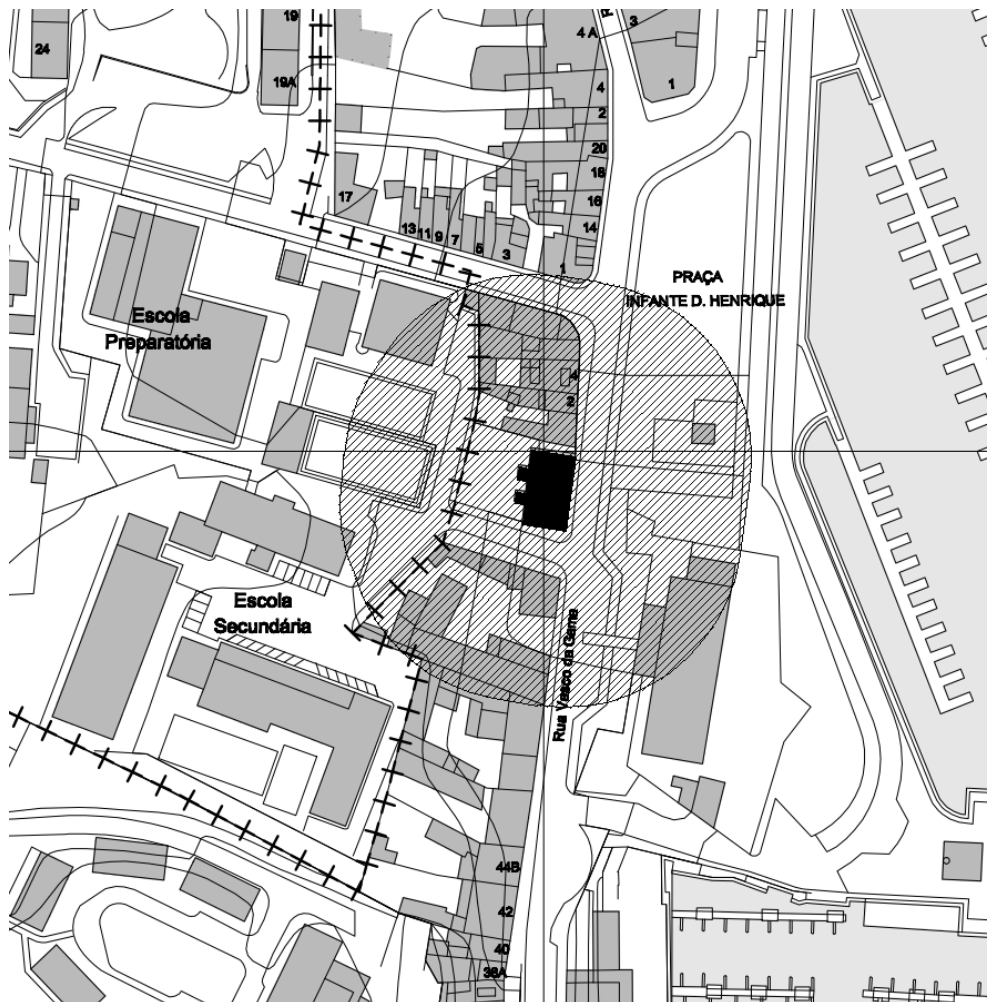 19
R
3
4 A
24
19A
4
1
2
20
18
17
16
13
11
9
7
5
3
14
1
PRAÇA
INFANTE D. HENRIQUE
Escola
Preparatória
4
2
Escola
Secundária
Rua Vasco da Gama
44B
42
40
38A